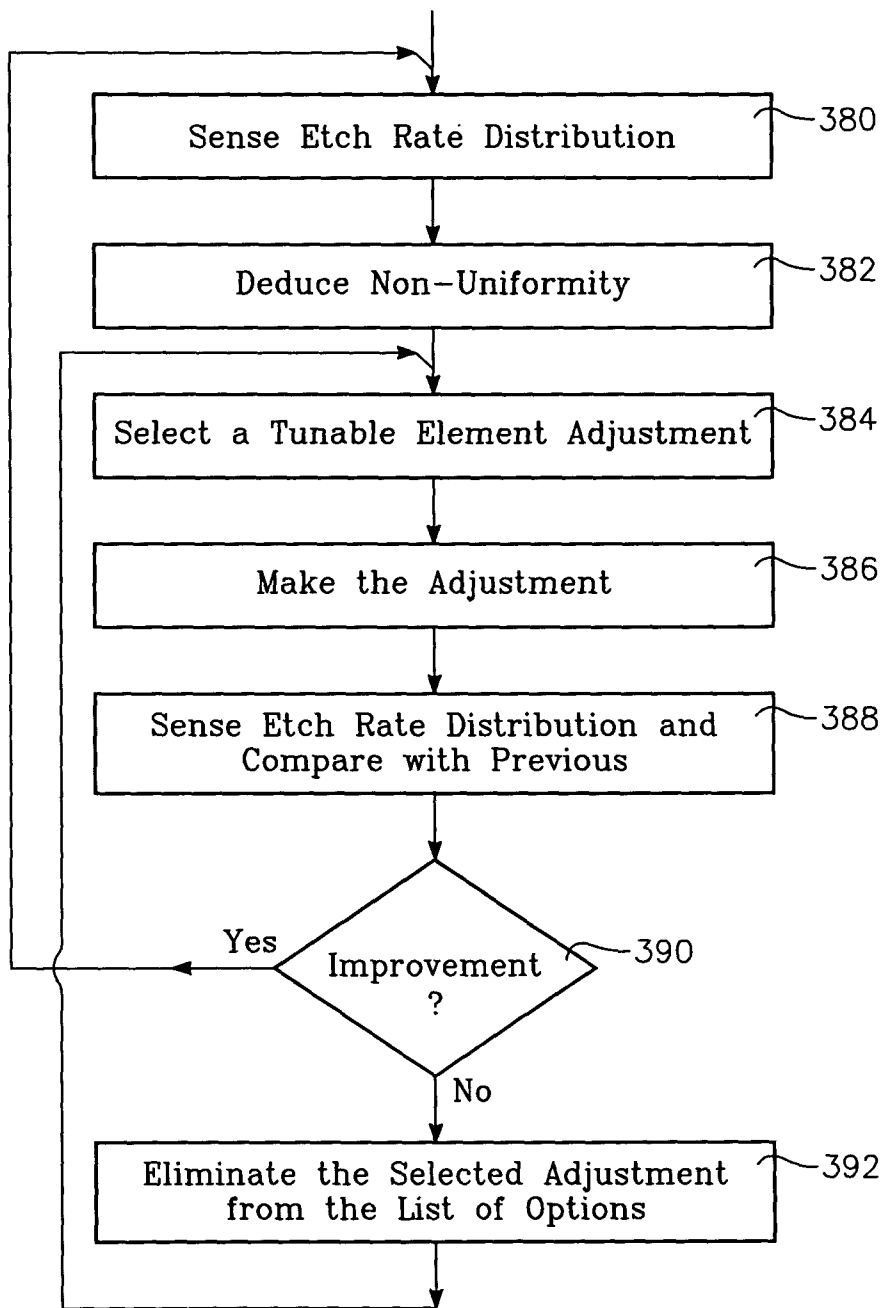 Sense Etch Rate Distribution
380
Deduce Non-Uniformity
382
Select a Tunable Element Adjustment
384
Make the Adjustment
386
Sense Etch Rate Distribution and
Compare with Previous
388
Yes
Improvement
?
390
No
Eliminate the Selected Adjustment
from the List of Options
392